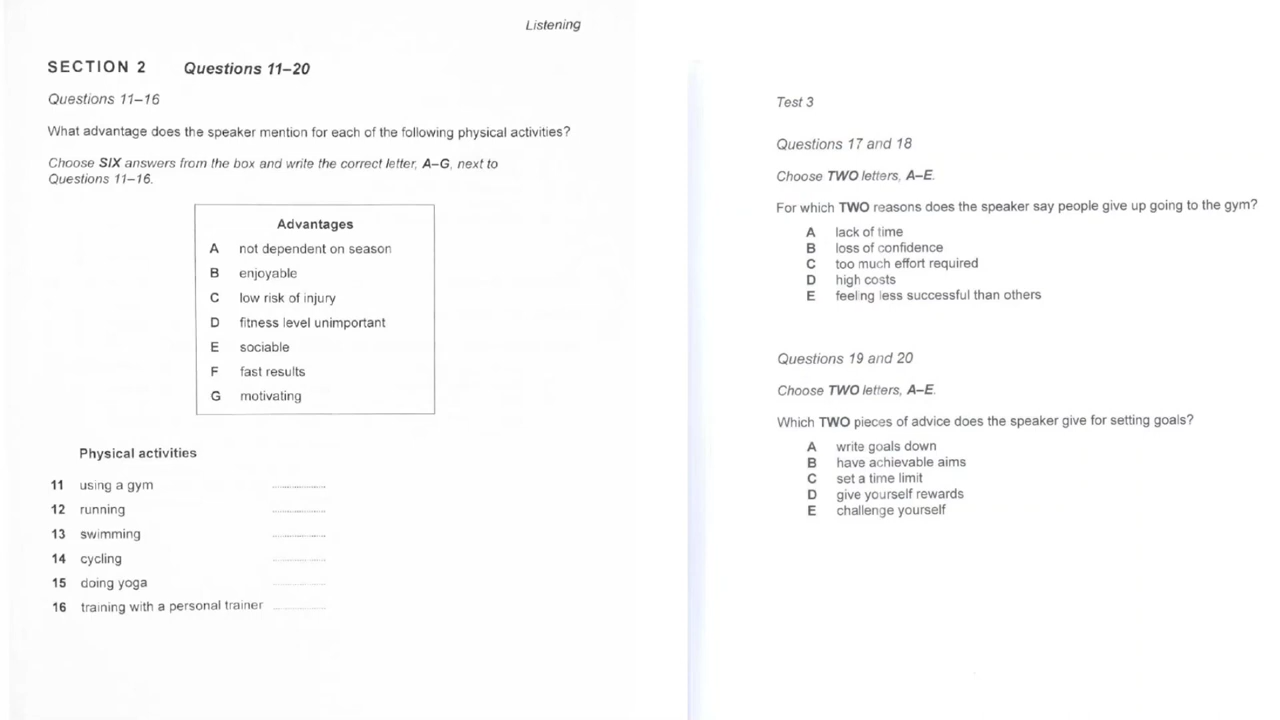 Listening
SECTION 2 Questions 11–20
Questions 11–16
What advantage does the speaker mention for each of the following physical activities?
Choose SIX answers from the box and write the correct letter, A–G, next to
Questions 11–16.
Advantages
A not dependent on season
B enjoyable
C low risk of injury
D fitness level unimportant
E sociable
F fast results
G motivating
Physical activities
11 using a gym ....................
12 running ....................
13 swimming ....................
14 cycling ....................
15 doing yoga ....................
16 training with a personal trainer ....................
Test 3
Questions 17 and 18
Choose TWO letters, A–E.
For which TWO reasons does the speaker say people give up going to the gym?
A lack of time
B loss of confidence
C too much effort required
D high costs
E feeling less successful than others
Questions 19 and 20
Choose TWO letters, A–E.
Which TWO pieces of advice does the speaker give for setting goals?
A write goals down
B have achievable aims
C set a time limit
D give yourself rewards
E challenge yourself